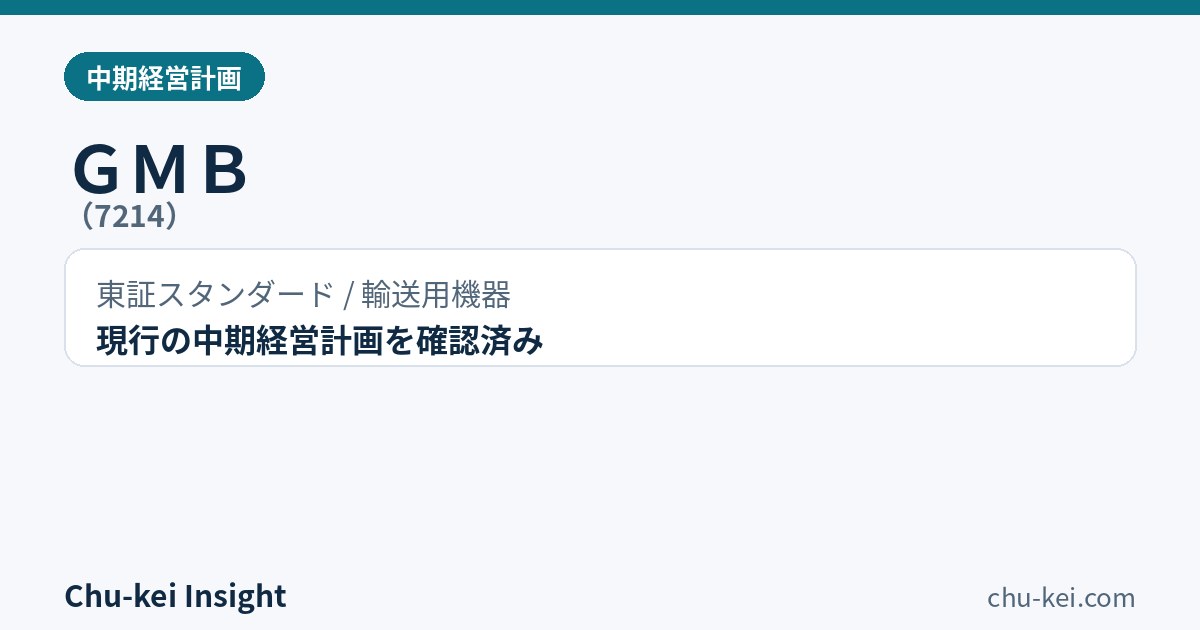 中期経営計画
ＧＭＢ
（7214）
東証スタンダード / 輸送用機器
現行の中期経営計画を確認済み
Chu-kei Insight
chu-kei.com